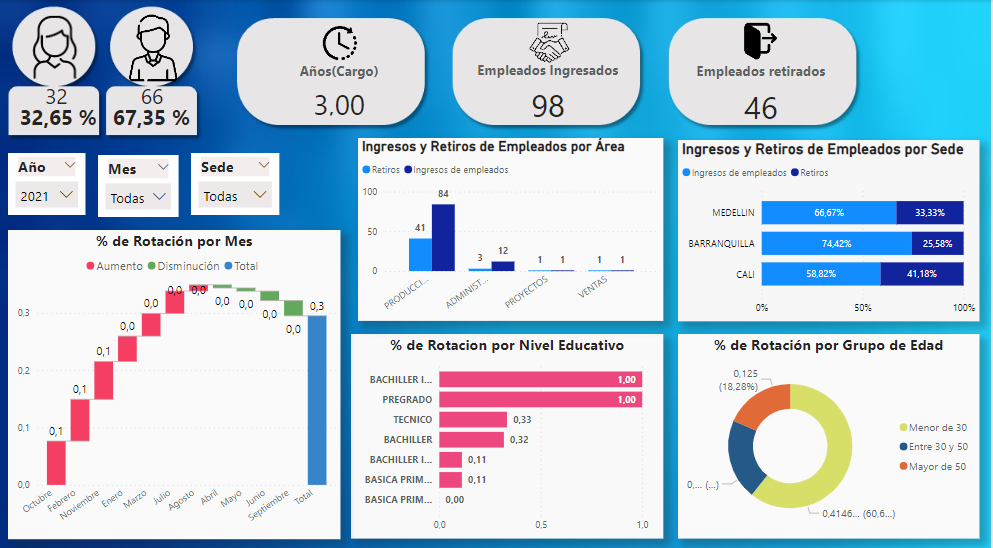 32
32,65 %
66
67,35 %
Años(Cargo)
3,00
Empleados Ingresados
98
Empleados retirados
46
Año
2021
Mes
Todas
Sede
Todas
% de Rotación por Mes
Aumento Disminución Total
0,3
0,2
0,1
0,0
0,1
0,1
0,1
0,0
0,0
0,0
0,0
0,0
0,0
0,0
0,0
0,3
Octubre
Febrero
Noviembre
Enero
Marzo
Julio
Agosto
Abril
Mayo
Junio
Septiembre
Total
Ingresos y Retiros de Empleados por Área
Retiros Ingresos de empleados
100
50
0
41
84
3
12
1
1
1
1
PRODUCCI...
ADMINIST...
PROYECTOS
VENTAS
Ingresos y Retiros de Empleados por Sede
Ingresos de empleados Retiros
MEDELLIN 66,67% 33,33%
BARRANQUILLA 74,42% 25,58%
CALI 58,82% 41,18%
0% 50% 100%
% de Rotacion por Nivel Educativo
BACHILLER I... 1,00
PREGRADO 1,00
TECNICO 0,33
BACHILLER 0,32
BACHILLER I... 0,11
BASICA PRIM... 0,11
BASICA PRIM... 0,00
0,0 0,5 1,0
% de Rotación por Grupo de Edad
0,125
(18,28%)
0,... (...)
0,4146... (60,6...)
Menor de 30
Entre 30 y 50
Mayor de 50